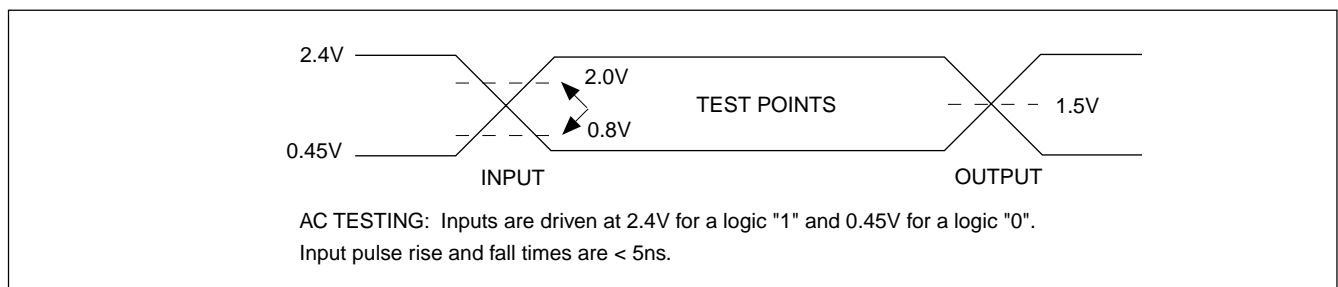 2.4V
2.0V
TEST POINTS
1.5V
0.8V
0.45V
INPUT
OUTPUT
AC TESTING: Inputs are driven at 2.4V for a logic "1" and 0.45V for a logic "0".
Input pulse rise and fall times are < 5ns.